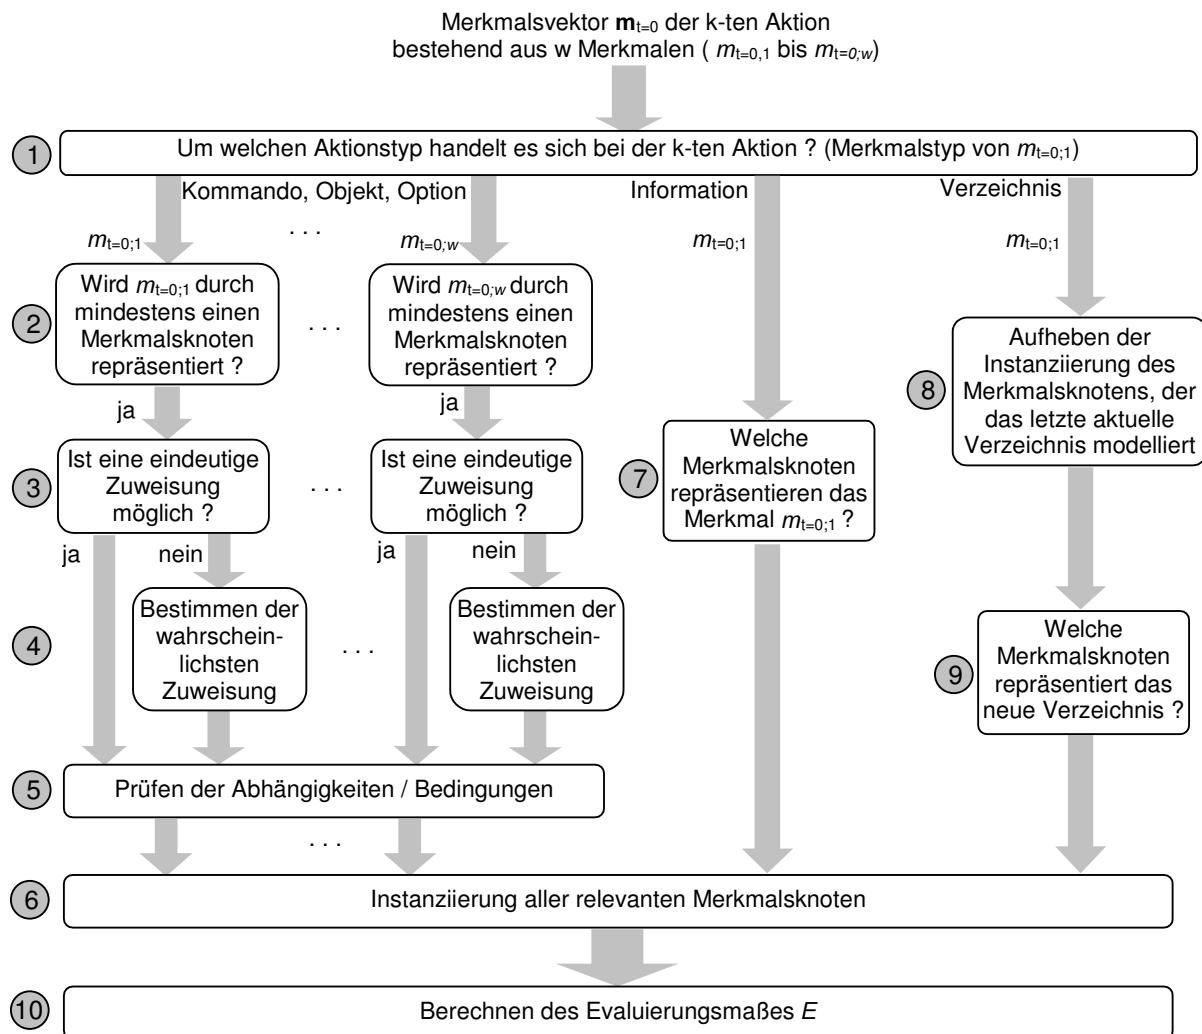 Merkmalsvektor m t=0 der k-ten Aktion
bestehend aus w Merkmalen ( m t=0,1 bis m t=0;w)
1
Um welchen Aktionstyp handelt es sich bei der k-ten Aktion ? (Merkmalstyp von m t=0;1)
Kommando, Objekt, Option
Information
Verzeichnis
. . .
m t=0;1
m t=0;w
m t=0;1
m t=0;1
2
Wird m t=0;1 durch
mindestens einen
Merkmalsknoten
repräsentiert ?
. . .
Wird m t=0;w durch
mindestens einen
Merkmalsknoten
repräsentiert ?
8
Aufheben der
Instanziierung des
Merkmalsknotens, der
das letzte aktuelle
Verzeichnis modelliert
ja
ja
3
Ist eine eindeutige
Zuweisung
möglich ?
. . .
Ist eine eindeutige
Zuweisung
möglich ?
7
Welche
Merkmalsknoten
repräsentieren das
Merkmal m t=0;1 ?
ja
nein
ja
nein
4
Bestimmen der
wahrschein-
lichsten
Zuweisung
. . .
Bestimmen der
wahrschein-
lichsten
Zuweisung
9
Welche
Merkmalsknoten
repräsentiert das
neue Verzeichnis ?
5
Prüfen der Abhängigkeiten / Bedingungen
. . .
6
Instanziierung aller relevanten Merkmalsknoten
10
Berechnen des Evaluierungsmaßes E